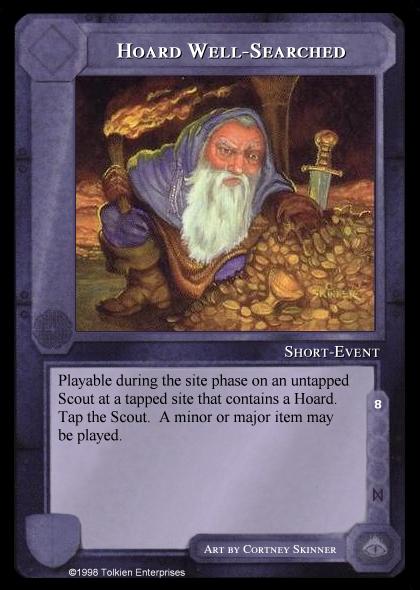 Hoard Well-Searched
Skinner
Short-Event
Playable during the site phase on an untapped
Scout at a tapped site that contains a Hoard.
Tap the Scout. A minor or major item may
be played.
8
Art by Cortney Skinner
©1998 Tolkien Enterprises